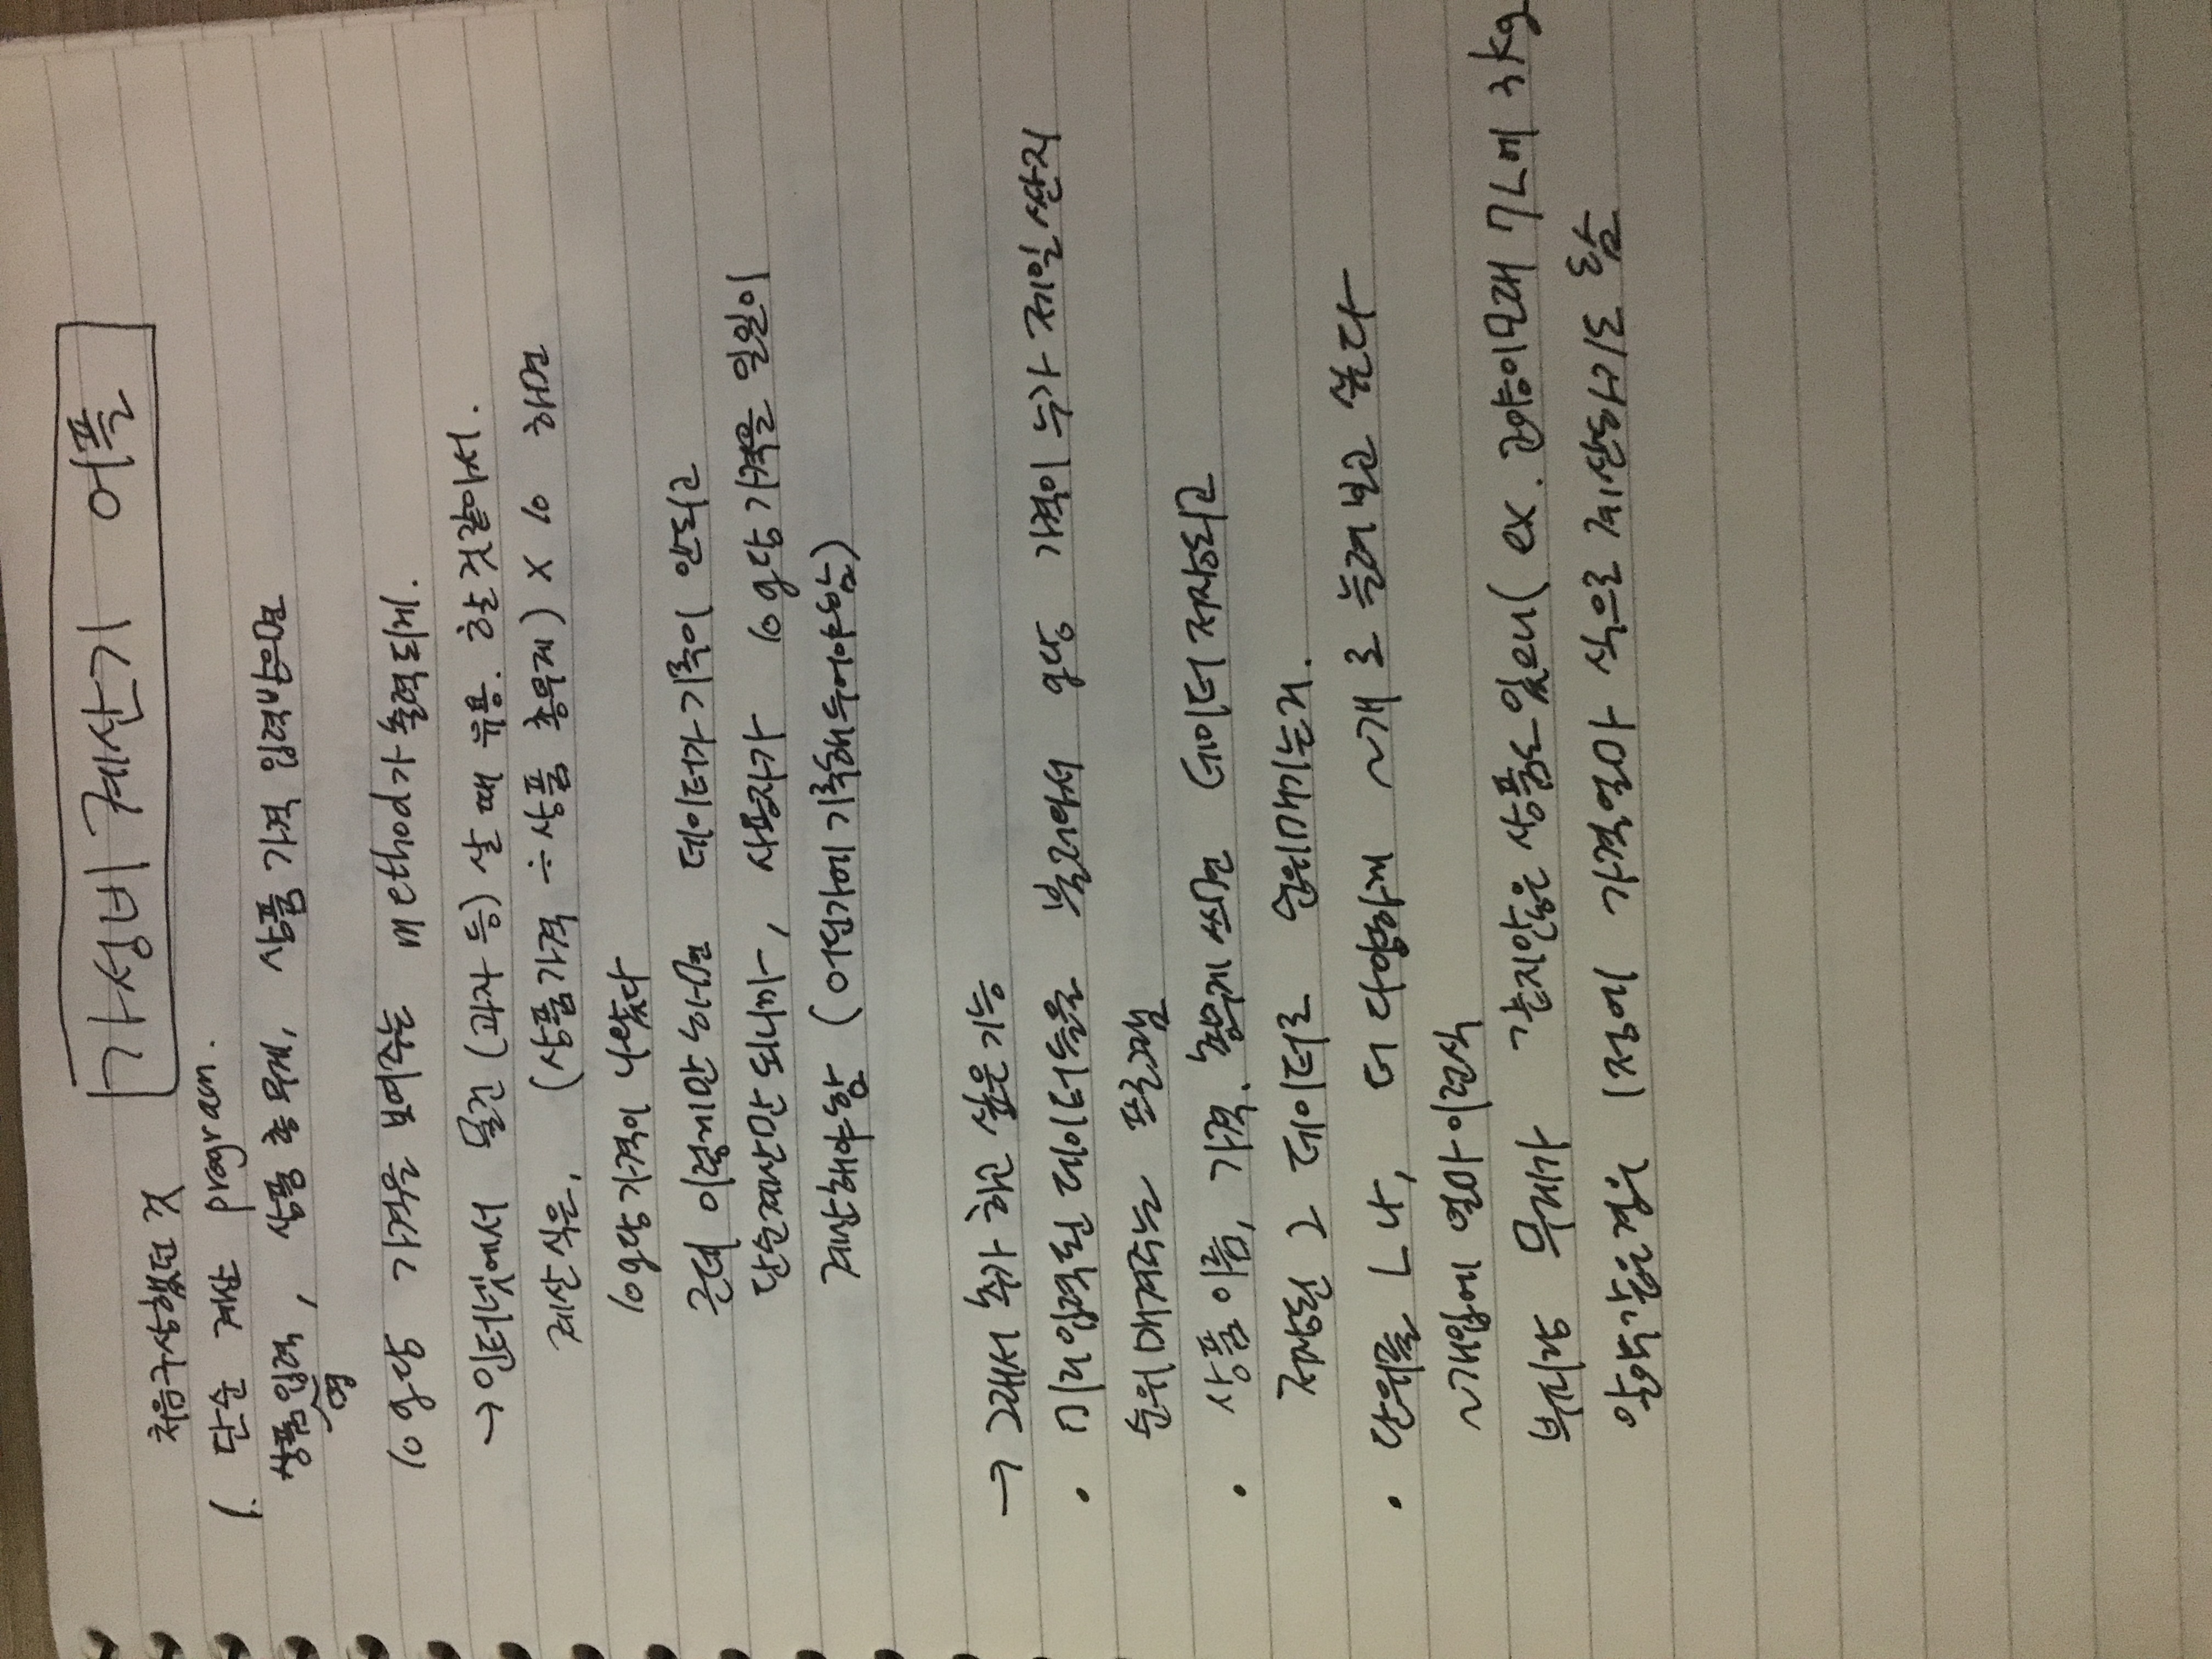 가성비 계산기 어플
처음구상했던 것
1. 단순 계산 program.
상품명입력, 상품 총무게, 상품 가격 입력받으면
10g당 가격을 보여주는 method가 출력되게.
→ 인터넷에서 물건 (과자 등) 살 때 유용. 할것같아서.
계산식은, (상품가격 ÷ 상품 총무게) × 10 하면
10g당가격이 나왔다
근데 이렇게만 하면 데이터가 기록이 안되고
단순계산만 되니까, 사용자가 10g당 가격을 일일이
계산해야함 (어딘가에 기록해두어야함)
→ 그래서 추가 하고 싶은기능
• 미리입력된 데이터들을 불러와서 g당 가격이 누가 제일 싼지
순위매겨주는 프로그램
• 상품이름, 가격. 총무게쓰면 데이터 저장되고
저장된 그 데이터로 순위매기는거.
• 단위를 L 나, 더 다양하게 ~개 로 늘려보고 싶다
~개입에 얼마 이런식
부피랑 무게가 같지않은 상품도 있으니( ex. 고양이모래 7L에 3kg
알약같은경우 1정에 가격얼마 식으로 계산하기도 함